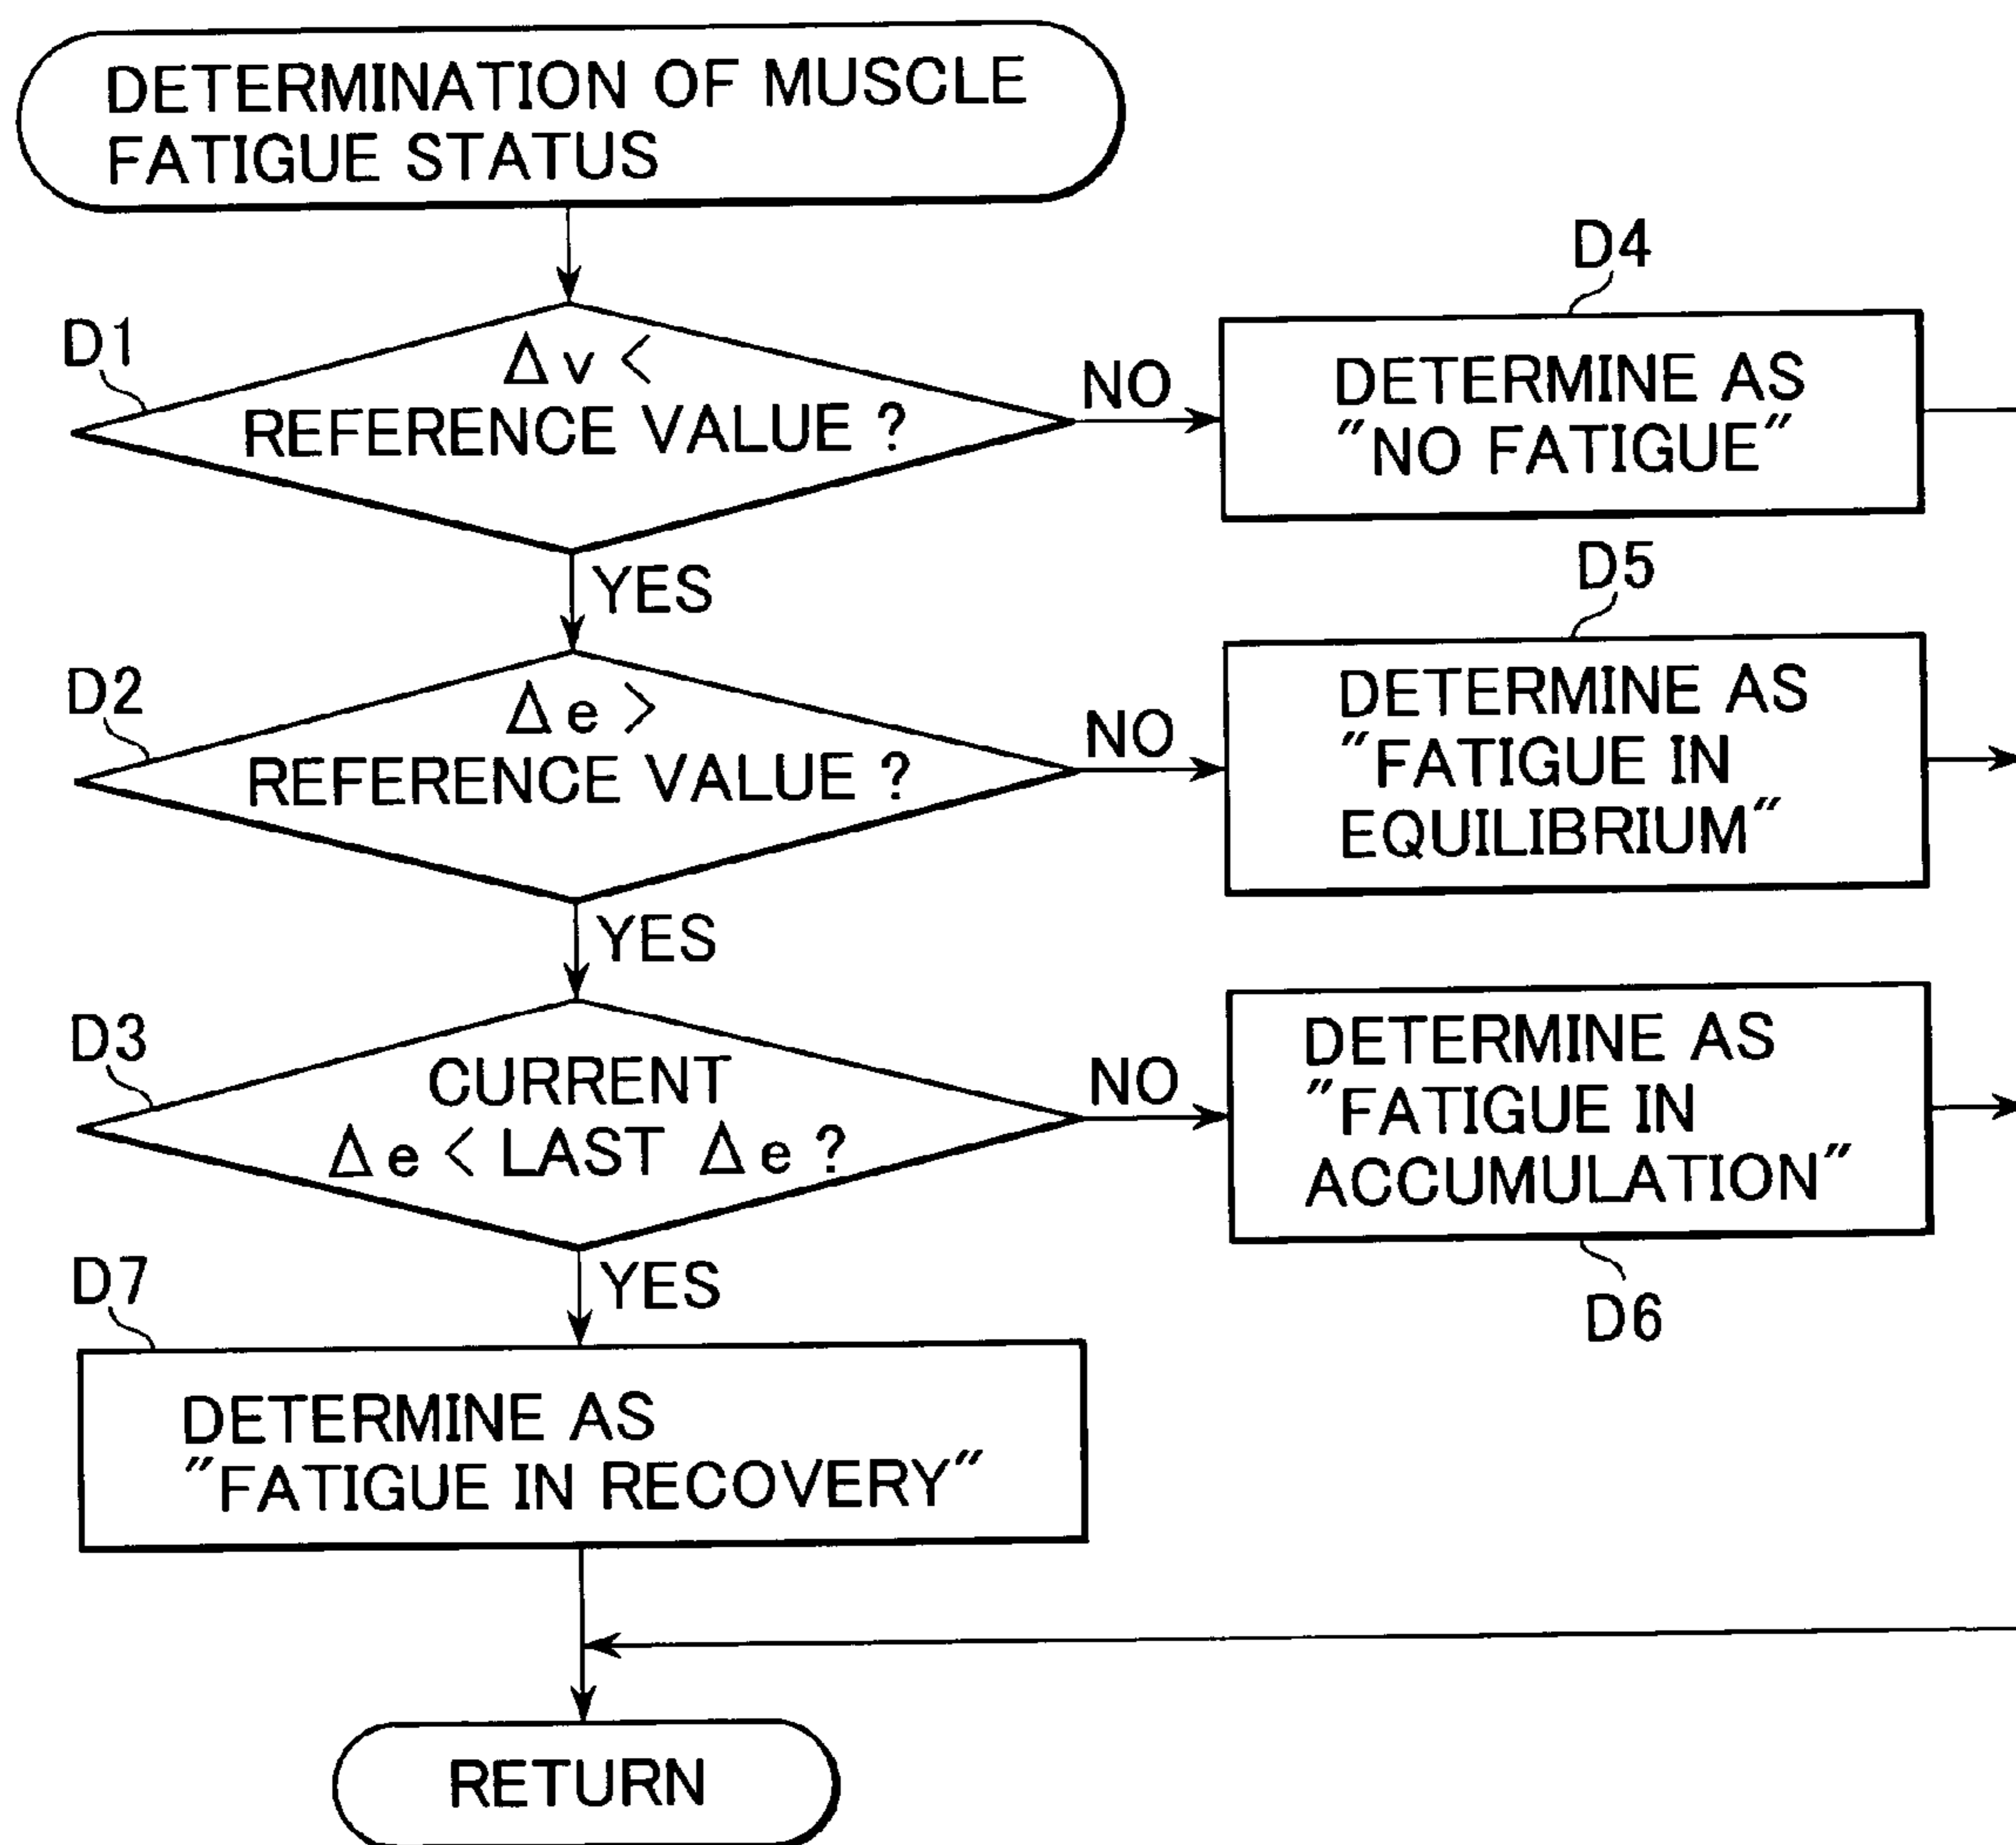 DETERMINATION OF MUSCLE
FATIGUE STATUS
D1
Δv <
REFERENCE VALUE ?
NO
D4
DETERMINE AS
"NO FATIGUE"
YES
D2
Δe >
REFERENCE VALUE ?
NO
D5
DETERMINE AS
"FATIGUE IN
EQUILIBRIUM"
YES
D3
CURRENT
Δe < LAST Δe ?
NO
DETERMINE AS
"FATIGUE IN
ACCUMULATION"
D6
YES
D7
DETERMINE AS
"FATIGUE IN RECOVERY"
RETURN